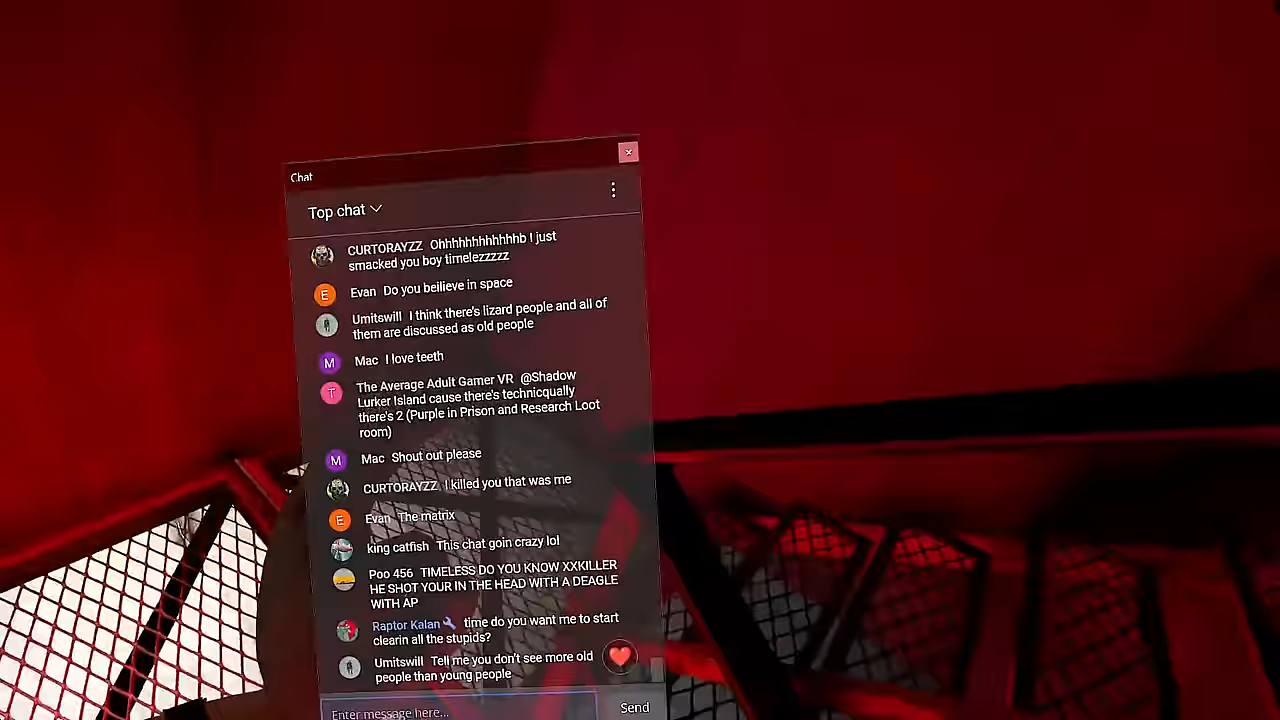 Chat
Top chat
CURTORAYZZ Ohhhhhhhhhhhb I just
smacked you boy timelezzzzz
Evan Do you beilieve in space
Umitswill I think there's lizard people and all of
them are discussed as old people
Mac I love teeth
The Average Adult Gamer VR @Shadow
Lurker !sland cause there's technicqually
there's 2 (Purple in Prison and Research Loot
room)
Mac Shout out please
CURTORAYZZ I killed you that was me
Evan The matrix
king catfish This chat goin crazy lol
Poo 456 TIMELESS DO YOU KNOW XXKILLER
HE SHOT YOUR IN THE HEAD WITH A DEAGLE
WITH AP
Raptor Kalan time do you want me to start
clearin all the stupids?
Umitswill Tell me you don't see more old
people than young people
Enter message here...
Send
E
E
M
M
T